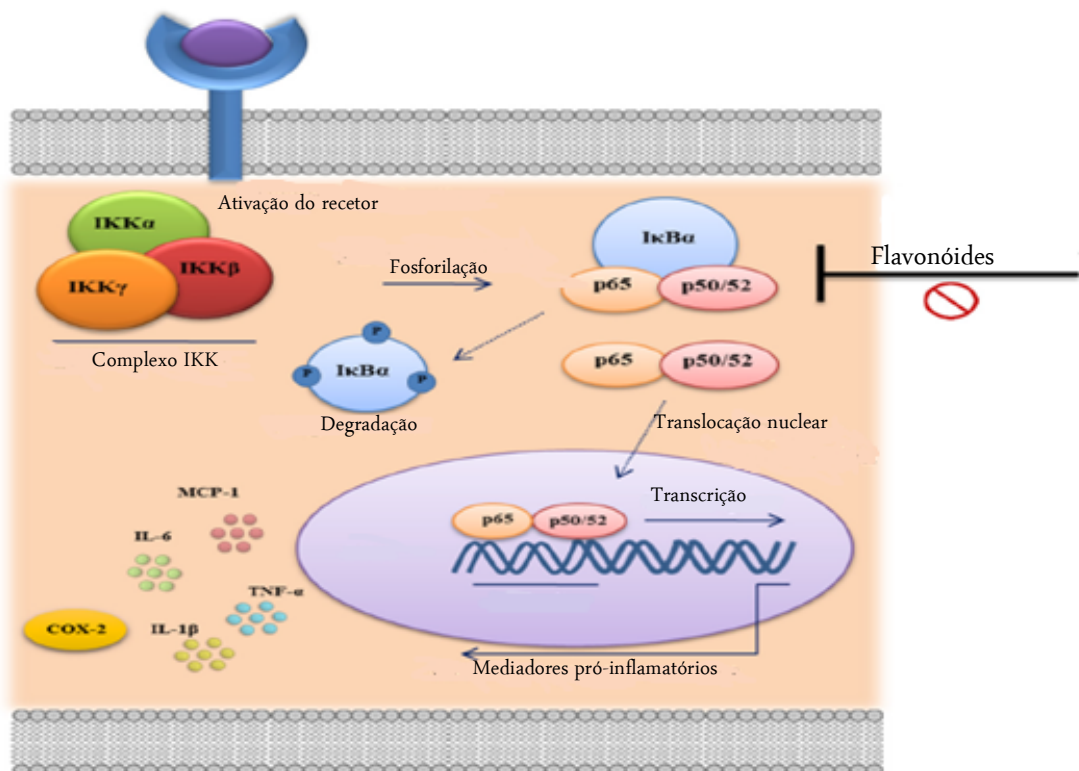 Ativação do recetor
IKKα
IKKβ
IKKγ
Complexo IKK
Fosforilação
IκBα
p65
p50/52
Flavonóides
P
P
P
IκBα
Degradação
p65
p50/52
Translocação nuclear
Transcrição
p65
p50/52
MCP-1
IL-6
TNF-α
COX-2
IL-1β
Mediadores pró-inflamatórios